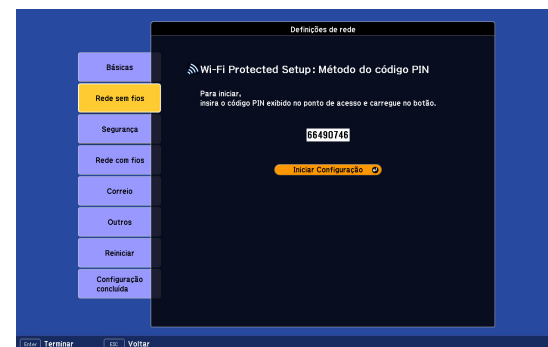 Definições de rede
Básicas
Rede sem fios
Segurança
Rede com fios
Correio
Outros
Reiniciar
Configuração
concluída
Wi-Fi Protected Setup: Método do código PIN
Para iniciar,
insira o código PIN exibido no ponto de acesso e carregue no botão.
66490746
Iniciar Configuração
Enter Terminar ESC Voltar